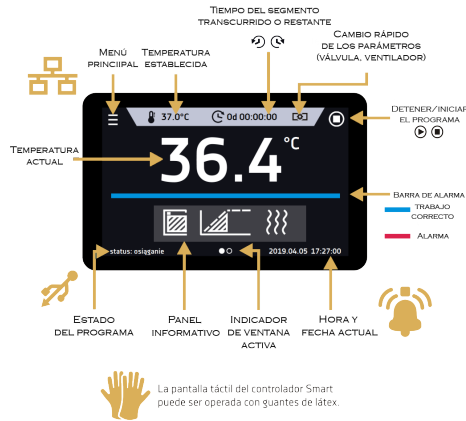 TIEMPO DEL SEGMENTO
TRANSCURRIDO O RESTANTE
CAMBIO RÁPIDO
DE LOS PARÁMETROS
(VÁLVULA, VENTILADOR)
MENÚ
PRINCIIPAL
TEMPERATURA
ESTABLECIDA
DETENER/INICIAR
EL PROGRAMA
37.0°C
0d 00:00:00
TEMPERATURA
ACTUAL
36.4°C
BARRA DE ALARMA
TRABAJO
CORRECTO
ALARMA
status: osiąganie
2019.04.05 17:27:00
ESTADO
DEL PROGRAMA
PANEL
INFORMATIVO
INDICADOR
DE VENTANA
ACTIVA
HORA Y
FECHA ACTUAL
La pantalla táctil del controlador Smart
puede ser operada con guantes de látex.